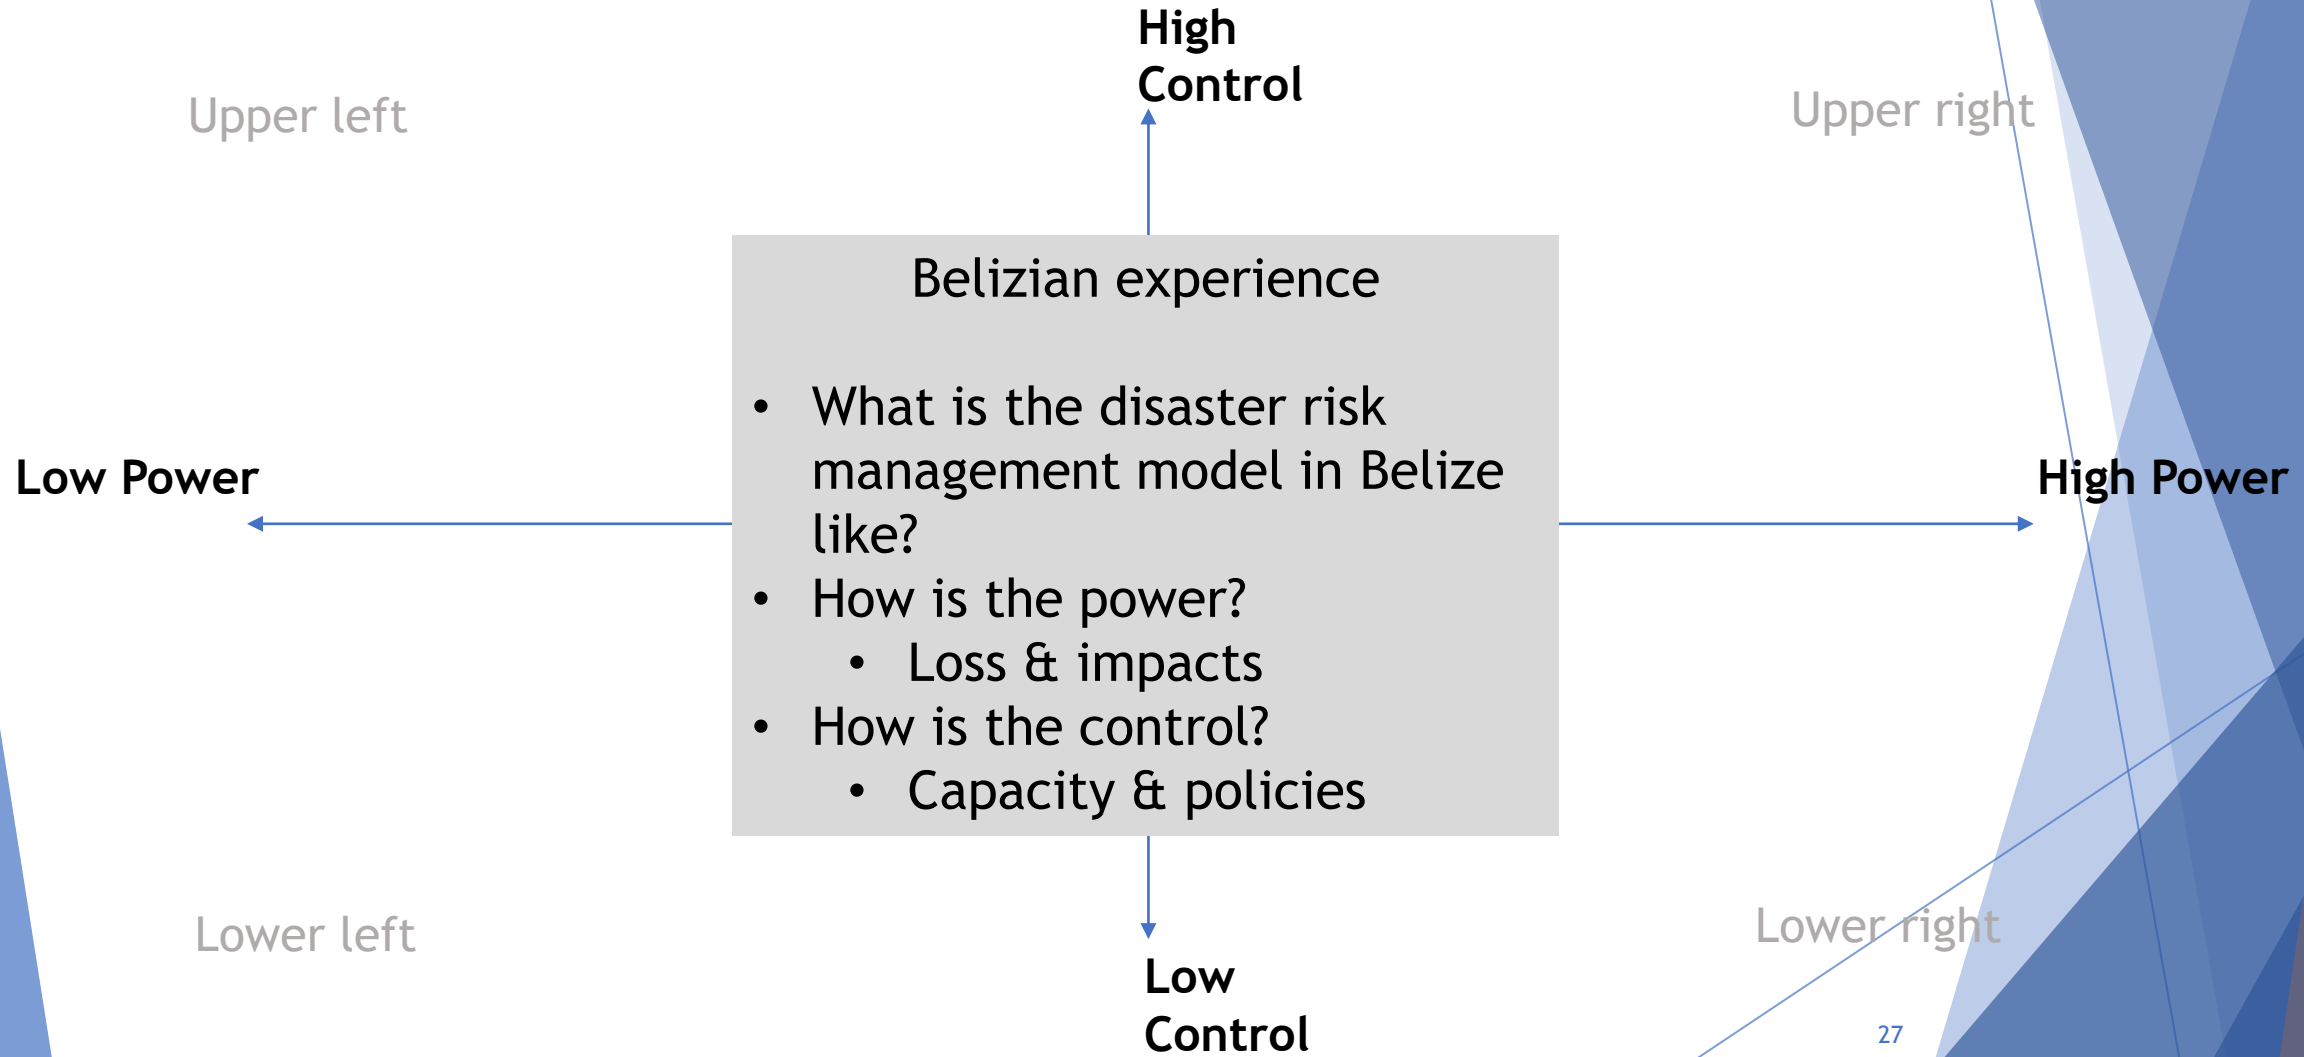 High
Control
Upper left
Upper right
Belizian experience
• What is the disaster risk
management model in Belize
like?
Low Power
High Power
• How is the power?
• Loss & impacts
• How is the control?
• Capacity & policies
Lower left
Lower right
Low
Control
27